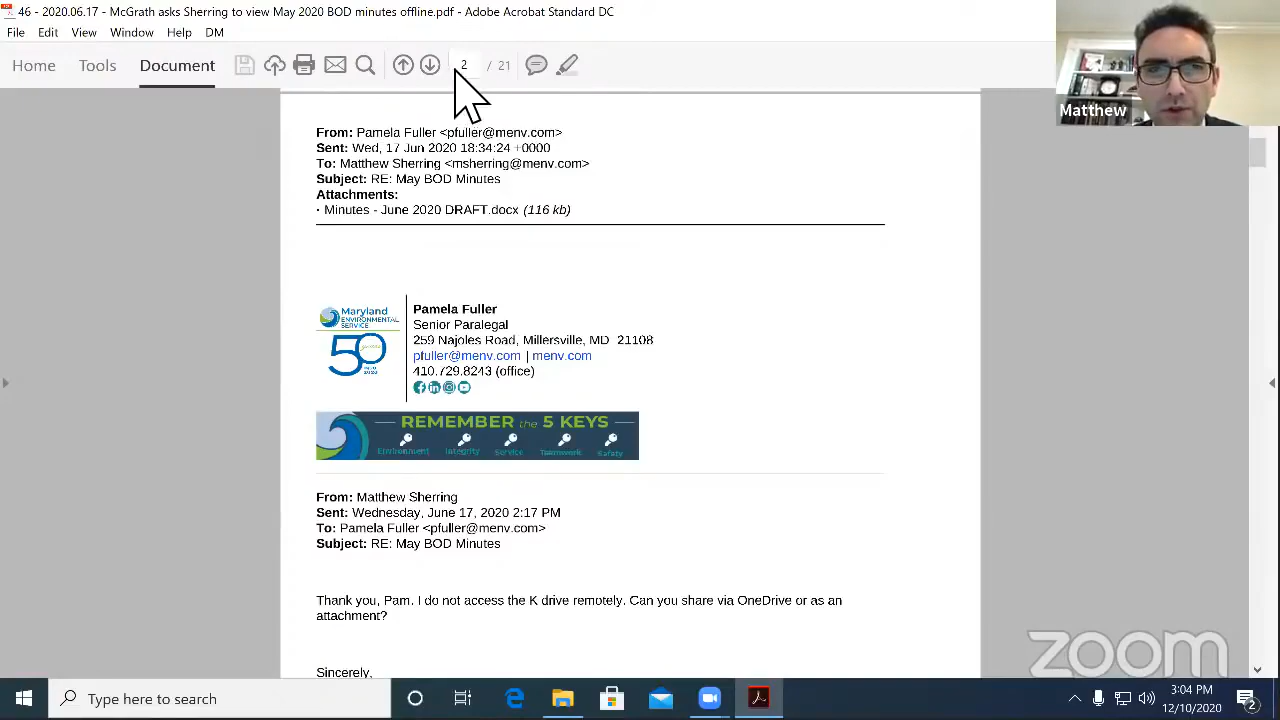 46 - 2020.06.17 - McGrath asks Sherring to view May 2020 BOD minutes offline.pdf - Adobe Acrobat Standard DC
File Edit View Window Help DM
Home Tools Document 2 / 21
Matthew
From: Pamela Fuller <pfuller@menv.com>
Sent: Wed, 17 Jun 2020 18:34:24 +0000
To: Matthew Sherring <msherring@menv.com>
Subject: RE: May BOD Minutes
Attachments:
· Minutes - June 2020 DRAFT.docx (116 kb)
Maryland
ENVIRONMENTAL
SERVICE
50
Pamela Fuller
Senior Paralegal
259 Najoles Road, Millersville, MD 21108
pfuller@menv.com | menv.com
410.729.8243 (office)
REMEMBER the 5 KEYS
Environment Integrity Service Teamwork Safety
From: Matthew Sherring
Sent: Wednesday, June 17, 2020 2:17 PM
To: Pamela Fuller <pfuller@menv.com>
Subject: RE: May BOD Minutes
Thank you, Pam. I do not access the K drive remotely. Can you share via OneDrive or as an
attachment?
Sincerely,
zoom
Type here to search
3:04 PM
12/10/2020
2